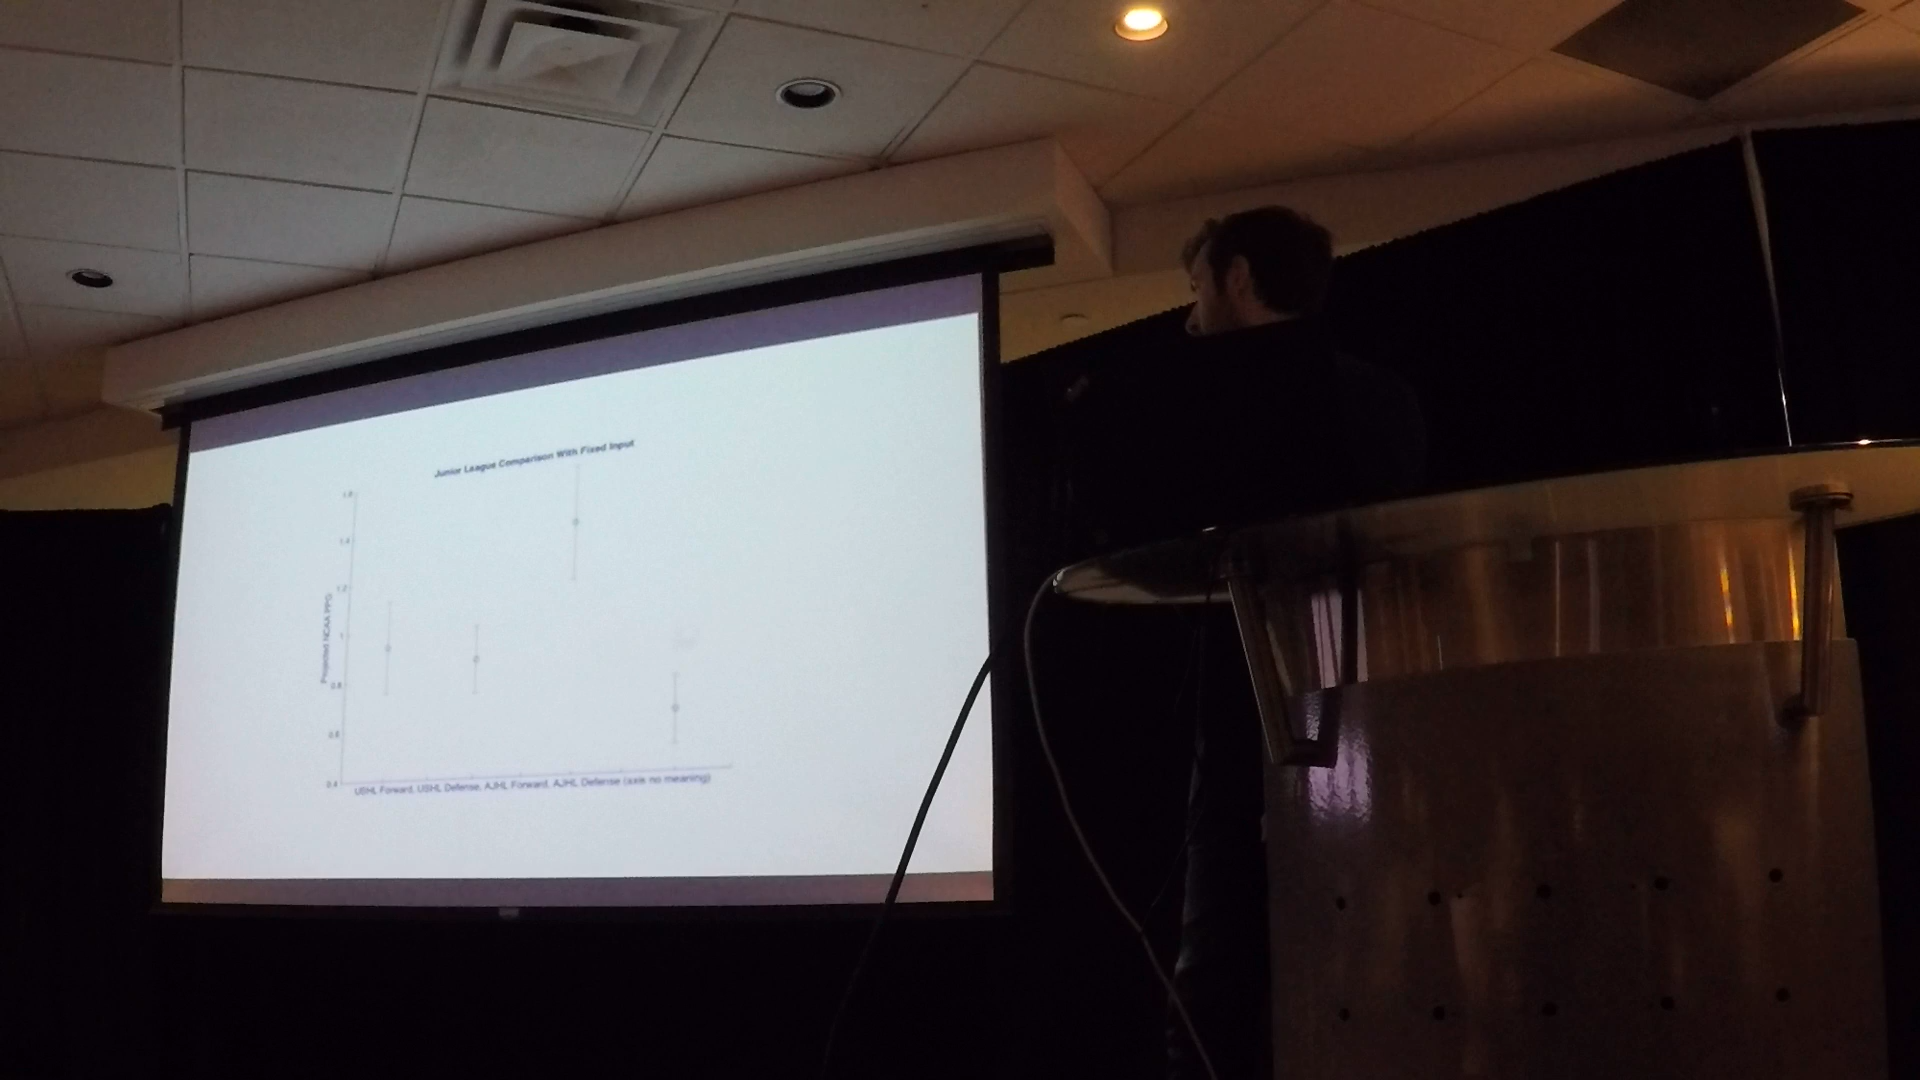 Junior League Comparison With Fixed Input
1.6
1.4
1.2
1
0.8
0.6
0.4
Projected NCAA PPG
USHL Forward, USHL Defense, AJHL Forward, AJHL Defense (axis no meaning)